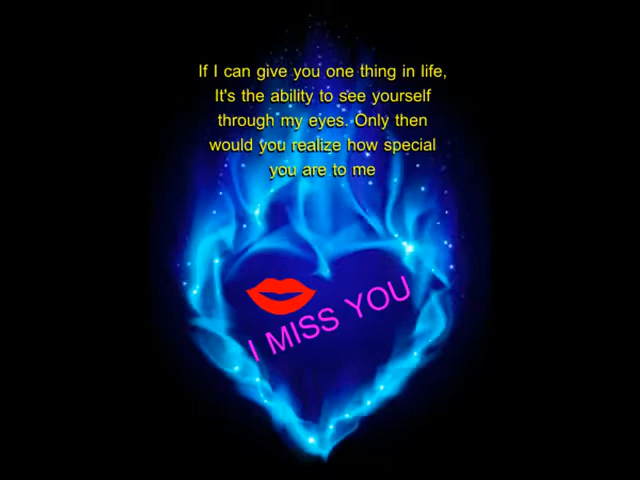 If I can give you one thing in life,
It's the ability to see yourself
through my eyes. Only then
would you realize how special
you are to me
I MISS YOU